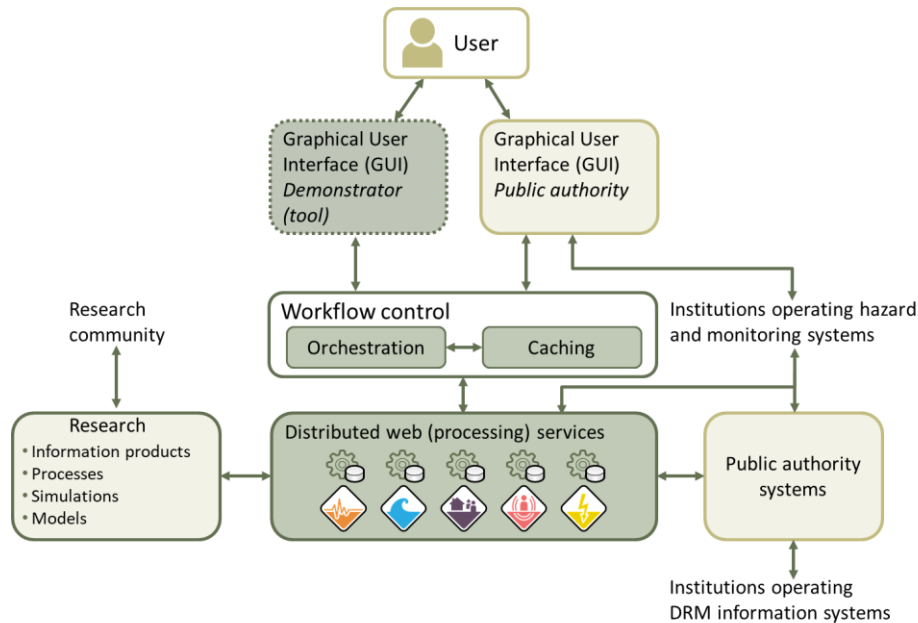 User
Graphical User
Interface (GUI)
Demonstrator
(tool)
Graphical User
Interface (GUI)
Public authority
Workflow control
Orchestration
Caching
Research
community
Institutions operating hazard
and monitoring systems
Research
• Information products
• Processes
• Simulations
• Models
Distributed web (processing) services
Public authority
systems
Institutions operating
DRM information systems